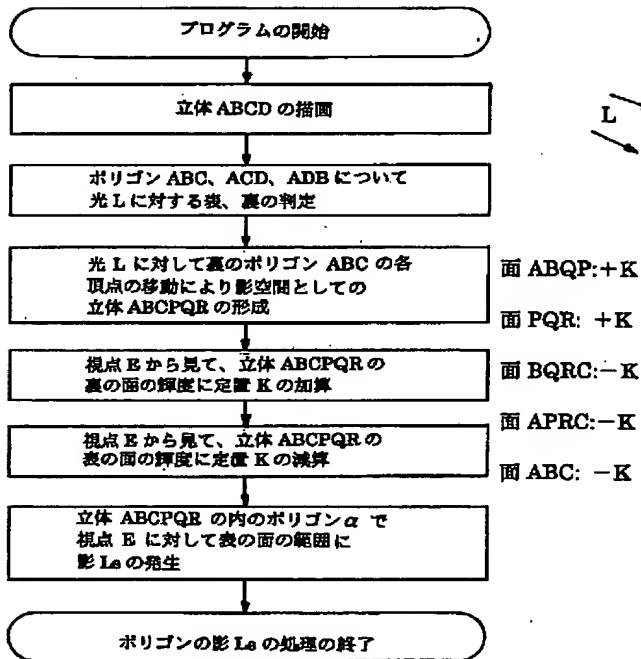 プログラムの開始
立体 ABCD の描画
L
ポリゴン ABC、ACD、ADB について
光 L に対する表、裏の判定
光 L に対して裏のポリゴン ABC の各
頂点の移動により影空間としての
立体 ABCPQR の形成
面 ABQP:+K
面 PQR: +K
視点 E から見て、立体 ABCPQR の
裏の面の輝度に定置 K の加算
面 BQRC:−K
視点 E から見て、立体 ABCPQR の
表の面の輝度に定置 K の減算
面 APRC:−K
面 ABC: −K
立体 ABCPQR の内のポリゴン α で
視点 E に対して表の面の範囲に
影 Ls の発生
ポリゴンの影 Ls の処理の終了